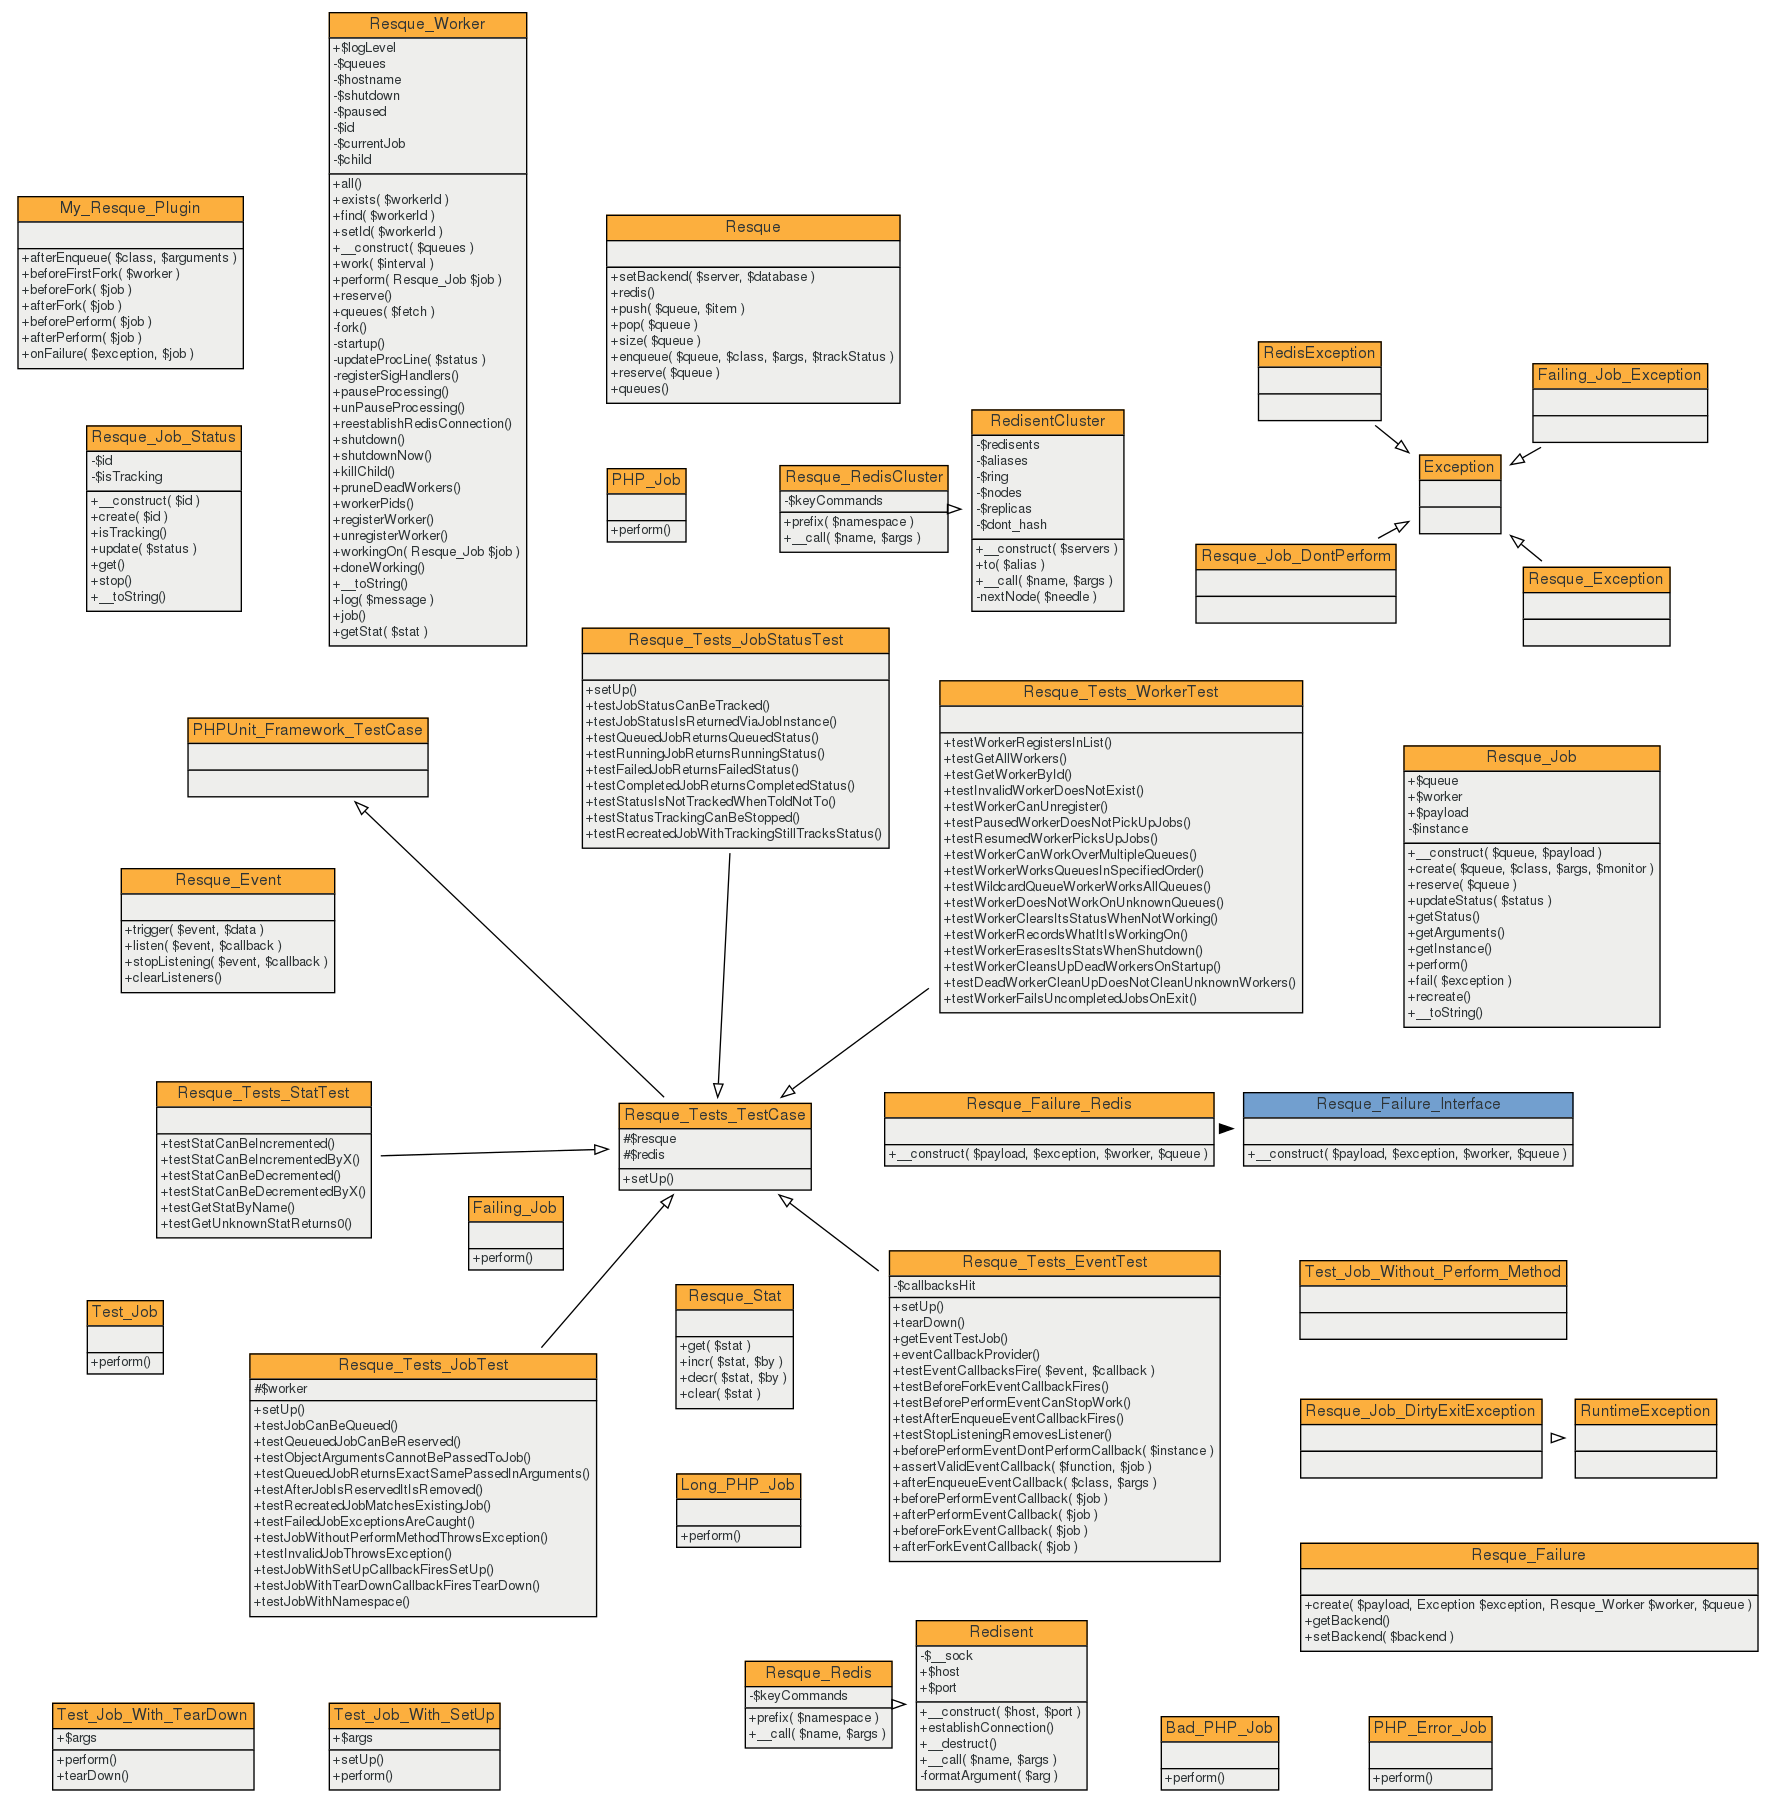 Resque_Worker
+$logLevel
-$queues
-$hostname
-$shutdown
-$paused
-$id
-$currentJob
-$child
+all()
+exists( $workerId )
+find( $workerId )
+setId( $workerId )
+__construct( $queues )
+work( $interval )
+perform( Resque_Job $job )
+reserve()
+queues( $fetch )
-fork()
-startup()
-updateProcLine( $status )
-registerSigHandlers()
+pauseProcessing()
+unPauseProcessing()
+reestablishRedisConnection()
+shutdown()
+shutdownNow()
+killChild()
+pruneDeadWorkers()
+workerPids()
+registerWorker()
+unregisterWorker()
+workingOn( Resque_Job $job )
+doneWorking()
+__toString()
+log( $message )
+job()
+getStat( $stat )
My_Resque_Plugin
+afterEnqueue( $class, $arguments )
+beforeFirstFork( $worker )
+beforeFork( $job )
+afterFork( $job )
+beforePerform( $job )
+afterPerform( $job )
+onFailure( $exception, $job )
Resque
+setBackend( $server, $database )
+redis()
+push( $queue, $item )
+pop( $queue )
+size( $queue )
+enqueue( $queue, $class, $args, $trackStatus )
+reserve( $queue )
+queues()
RedisException
Failing_Job_Exception
Exception
Resque_Job_DontPerform
Resque_Exception
Resque_Job_Status
-$id
-$isTracking
+__construct( $id )
+create( $id )
+isTracking()
+update( $status )
+get()
+stop()
+__toString()
PHP_Job
+perform()
Resque_RedisCluster
-$keyCommands
+prefix( $namespace )
+__call( $name, $args )
RedisentCluster
-$redisents
-$aliases
-$ring
-$nodes
-$replicas
-$dont_hash
+__construct( $servers )
+to( $alias )
+__call( $name, $args )
-nextNode( $needle )
Resque_Tests_JobStatusTest
+setUp()
+testJobStatusCanBeTracked()
+testJobStatusIsReturnedViaJobInstance()
+testQueuedJobReturnsQueuedStatus()
+testRunningJobReturnsRunningStatus()
+testFailedJobReturnsFailedStatus()
+testCompletedJobReturnsCompletedStatus()
+testStatusIsNotTrackedWhenToldNotTo()
+testStatusTrackingCanBeStopped()
+testRecreatedJobWithTrackingStillTracksStatus()
Resque_Tests_WorkerTest
+testWorkerRegistersInList()
+testGetAllWorkers()
+testGetWorkerById()
+testInvalidWorkerDoesNotExist()
+testWorkerCanUnregister()
+testPausedWorkerDoesNotPickUpJobs()
+testResumedWorkerPicksUpJobs()
+testWorkerCanWorkOverMultipleQueues()
+testWorkerWorksQueuesInSpecifiedOrder()
+testWildcardQueueWorkerWorksAllQueues()
+testWorkerDoesNotWorkOnUnknownQueues()
+testWorkerClearsItsStatusWhenNotWorking()
+testWorkerRecordsWhatItIsWorkingOn()
+testWorkerErasesItsStatsWhenShutdown()
+testWorkerCleansUpDeadWorkersOnStartup()
+testDeadWorkerCleanUpDoesNotCleanUnknownWorkers()
+testWorkerFailsUncompletedJobsOnExit()
PHPUnit_Framework_TestCase
Resque_Job
+$queue
+$worker
+$payload
-$instance
+__construct( $queue, $payload )
+create( $queue, $class, $args, $monitor )
+reserve( $queue )
+updateStatus( $status )
+getStatus()
+getArguments()
+getInstance()
+perform()
+fail( $exception )
+recreate()
+__toString()
Resque_Event
+trigger( $event, $data )
+listen( $event, $callback )
+stopListening( $event, $callback )
+clearListeners()
Resque_Tests_StatTest
+testStatCanBeIncremented()
+testStatCanBeIncrementedByX()
+testStatCanBeDecremented()
+testStatCanBeDecrementedByX()
+testGetStatByName()
+testGetUnknownStatReturns0()
Resque_Tests_TestCase
#$resque
#$redis
+setUp()
Resque_Failure_Redis
+__construct( $payload, $exception, $worker, $queue )
Resque_Failure_Interface
+__construct( $payload, $exception, $worker, $queue )
Failing_Job
+perform()
Test_Job
+perform()
Resque_Tests_JobTest
#$worker
+setUp()
+testJobCanBeQueued()
+testQeueuedJobCanBeReserved()
+testObjectArgumentsCannotBePassedToJob()
+testQueuedJobReturnsExactSamePassedInArguments()
+testAfterJobIsReservedItIsRemoved()
+testRecreatedJobMatchesExistingJob()
+testFailedJobExceptionsAreCaught()
+testJobWithoutPerformMethodThrowsException()
+testInvalidJobThrowsException()
+testJobWithSetUpCallbackFiresSetUp()
+testJobWithTearDownCallbackFiresTearDown()
+testJobWithNamespace()
Resque_Stat
+get( $stat )
+incr( $stat, $by )
+decr( $stat, $by )
+clear( $stat )
Long_PHP_Job
+perform()
Resque_Tests_EventTest
-$callbacksHit
+setUp()
+tearDown()
+getEventTestJob()
+eventCallbackProvider()
+testEventCallbacksFire( $event, $callback )
+testBeforeForkEventCallbackFires()
+testBeforePerformEventCanStopWork()
+testAfterEnqueueEventCallbackFires()
+testStopListeningRemovesListener()
+beforePerformEventDontPerformCallback( $instance )
+assertValidEventCallback( $function, $job )
+afterEnqueueEventCallback( $class, $args )
+beforePerformEventCallback( $job )
+afterPerformEventCallback( $job )
+beforeForkEventCallback( $job )
+afterForkEventCallback( $job )
Test_Job_Without_Perform_Method
Resque_Job_DirtyExitException
RuntimeException
Resque_Failure
+create( $payload, Exception $exception, Resque_Worker $worker, $queue )
+getBackend()
+setBackend( $backend )
Test_Job_With_TearDown
+$args
+perform()
+tearDown()
Test_Job_With_SetUp
+$args
+setUp()
+perform()
Resque_Redis
-$keyCommands
+prefix( $namespace )
+__call( $name, $args )
Redisent
-$__sock
+$host
+$port
+__construct( $host, $port )
+establishConnection()
+__destruct()
+__call( $name, $args )
-formatArgument( $arg )
Bad_PHP_Job
+perform()
PHP_Error_Job
+perform()